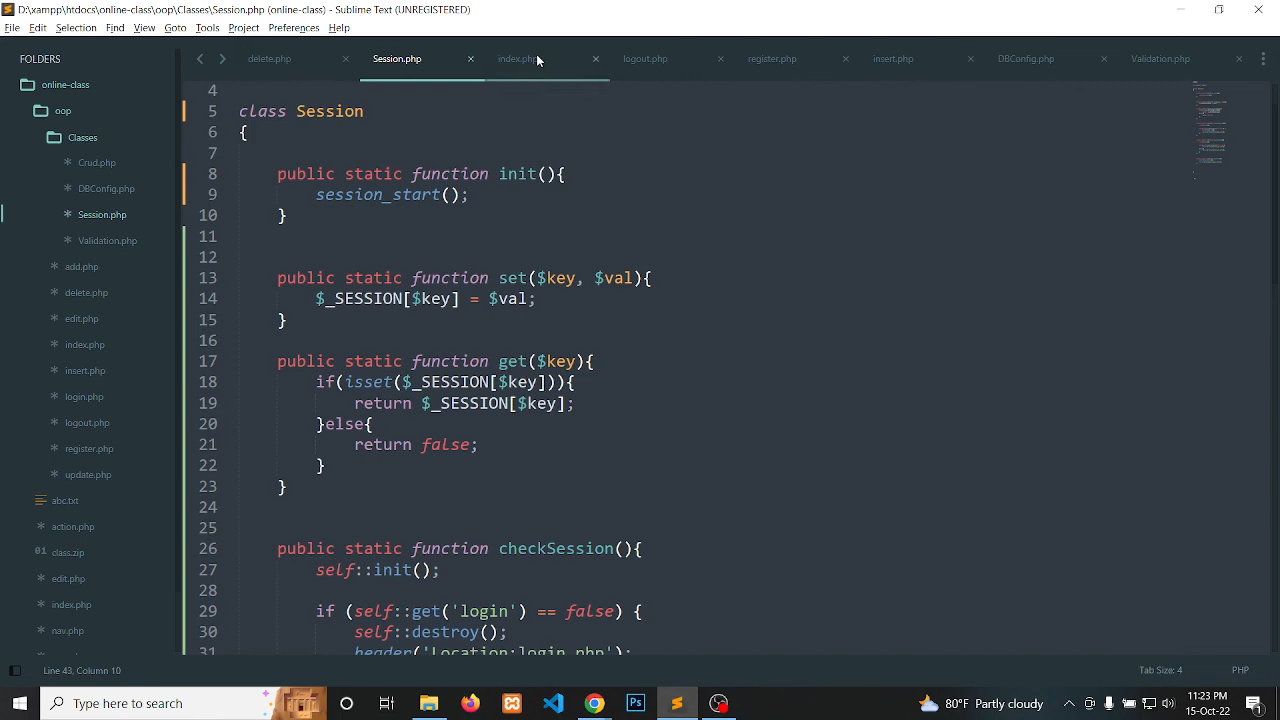 D:\xampp\htdocs\online-class\oop\Classes\Session.php (online-class) - Sublime Text (UNREGISTERED)
File Edit Selection Find View Goto Tools Project Preferences Help
FOLDERS
online-class
oop
Classes
Crud.php
DBConfig.php
Session.php
Validation.php
add.php
delete.php
edit.php
index.php
insert.php
login.php
logout.php
register.php
update.php
abc.txt
action.php
class.zip
edit.php
index.php
nav.php
delete.php Session.php index.php logout.php register.php insert.php DBConfig.php Validation.php
4
5 class Session
6 {
7
8 public static function init(){
9 session_start();
10 }
11
12
13 public static function set($key, $val){
14 $_SESSION[$key] = $val;
15 }
16
17 public static function get($key){
18 if(isset($_SESSION[$key])){
19 return $_SESSION[$key];
20 }else{
21 return false;
22 }
23 }
24
25
26 public static function checkSession(){
27 self::init();
28
29 if (self::get('login') == false) {
30 self::destroy();
31 header('Location:login.php');
Line 43, Column 10
Tab Size: 4 PHP
Type here to search
80°F Partly cloudy
11:23 PM
15-Oct-22